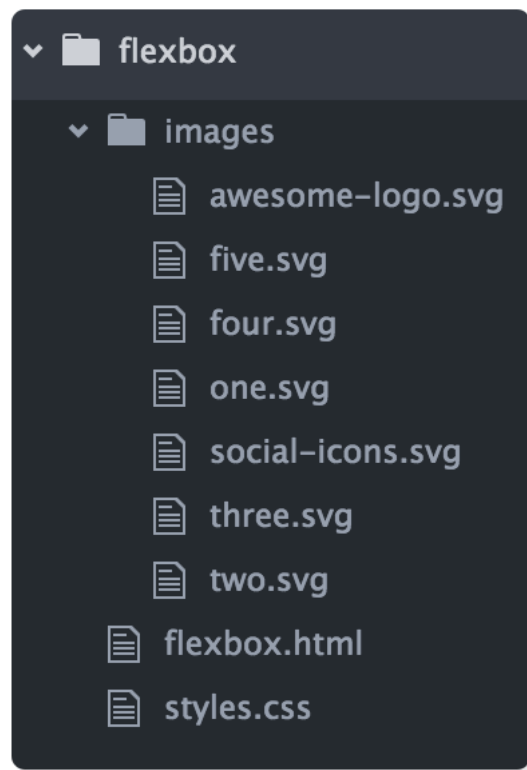 flexbox
images
awesome-logo.svg
five.svg
four.svg
one.svg
social-icons.svg
three.svg
two.svg
flexbox.html
styles.css